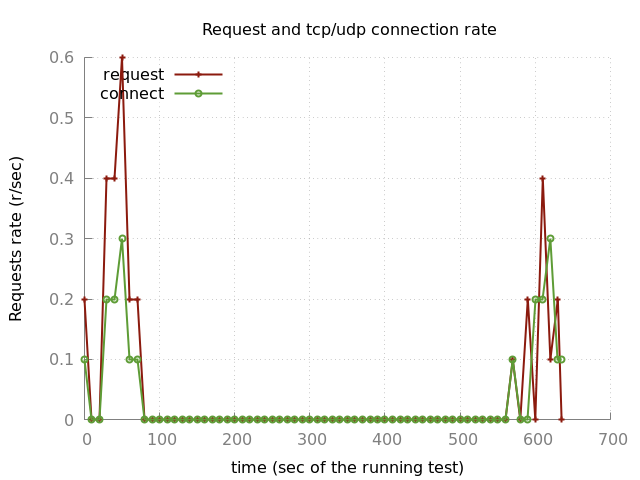 Request and tcp/udp connection rate
request
connect
0.6
0.5
0.4
0.3
0.2
0.1
0
Requests rate (r/sec)
0 100 200 300 400 500 600 700
time (sec of the running test)